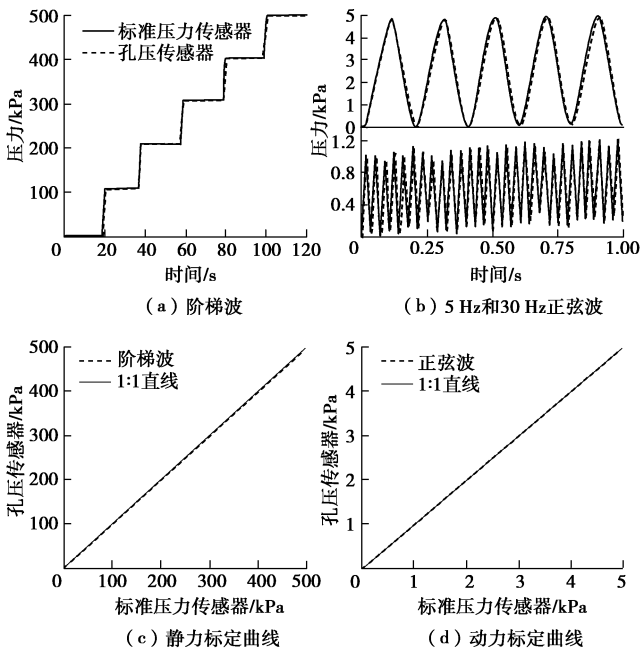 500
400
300
200
100
压力/kPa
标准压力传感器
孔压传感器
0 20 40 60 80 100 120
时间/s
(a) 阶梯波
5
4
3
2
1
0
压力/kPa
1.2
0.8
0.4
0 0.25 0.50 0.75 1.00
时间/s
(b) 5 Hz和30 Hz正弦波
500
400
300
200
100
孔压传感器/kPa
阶梯波
1:1直线
0 100 200 300 400 500
标准压力传感器/kPa
(c) 静力标定曲线
5
4
3
2
1
孔压传感器/kPa
正弦波
1:1直线
0 1 2 3 4 5
标准压力传感器/kPa
(d) 动力标定曲线